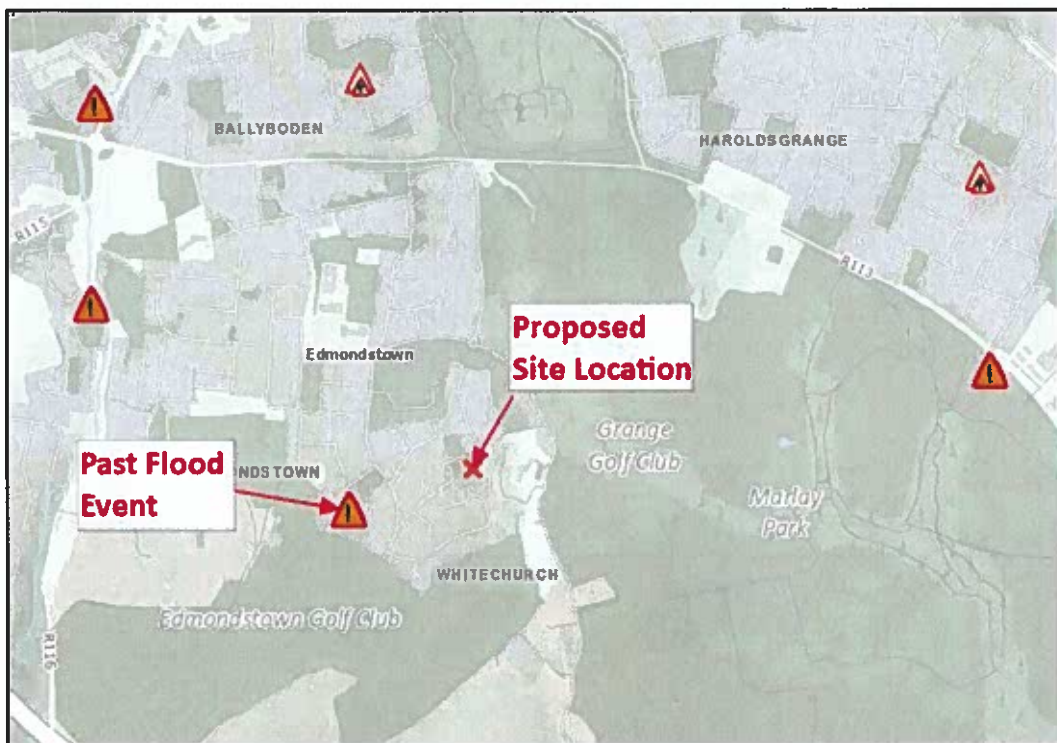 BALLYBODEN
HAROLDSGRANGE
R115
R113
Proposed
Site Location
Edmondstown
Grange
Golf Club
Past Flood
Event
NDSTOWN
Marlay
Park
WHITECHURCH
Edmondstown Golf Club
R116